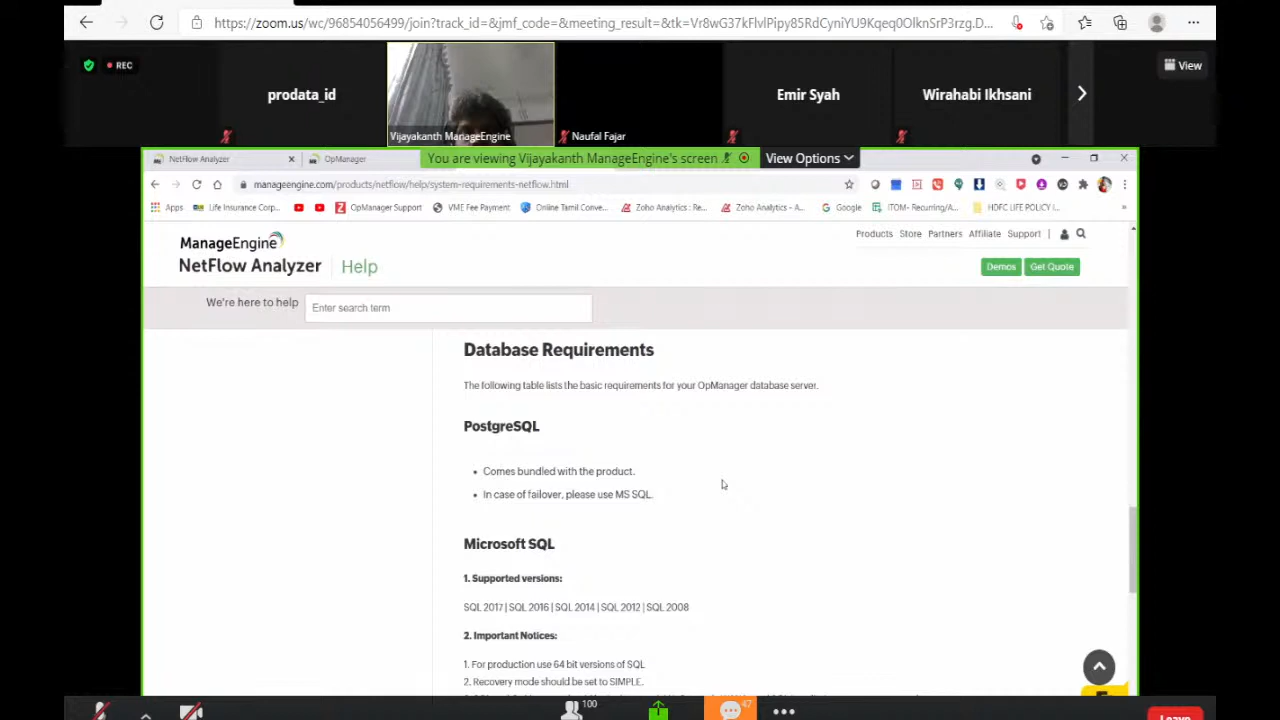 https://zoom.us/wc/96854056499/join?track_id=&jmf_code=&meeting_result=&tk=Vr8wG37kFlvlPipy85RdCyniYU9Kqeq0OlknSrP3rzg.D...
REC
prodata_id
Vijayakanth ManageEngine
Naufal Fajar
Emir Syah
Wirahabi Ikhsani
View
NetFlow Analyzer
OpManager
You are viewing Vijayakanth ManageEngine's screen
View Options
manageengine.com/products/netflow/help/system-requirements-netflow.html
Apps
Life Insurance Corp...
OpManager Support
VME Fee Payment
Online Tamil Conve...
Zoho Analytics : Re...
Zoho Analytics - A...
Google
ITOM- Recurring/A...
HDFC LIFE POLICY I...
»
ManageEngine
NetFlow Analyzer | Help
Products Store Partners Affiliate Support |
Demos
Get Quote
We're here to help
Enter search term
Database Requirements
The following table lists the basic requirements for your OpManager database server.
PostgreSQL
• Comes bundled with the product.
• In case of failover, please use MS SQL.
Microsoft SQL
1. Supported versions:
SQL 2017 | SQL 2016 | SQL 2014 | SQL 2012 | SQL 2008
2. Important Notices:
1. For production use 64 bit versions of SQL
2. Recovery mode should be set to SIMPLE.
100
47
Leave